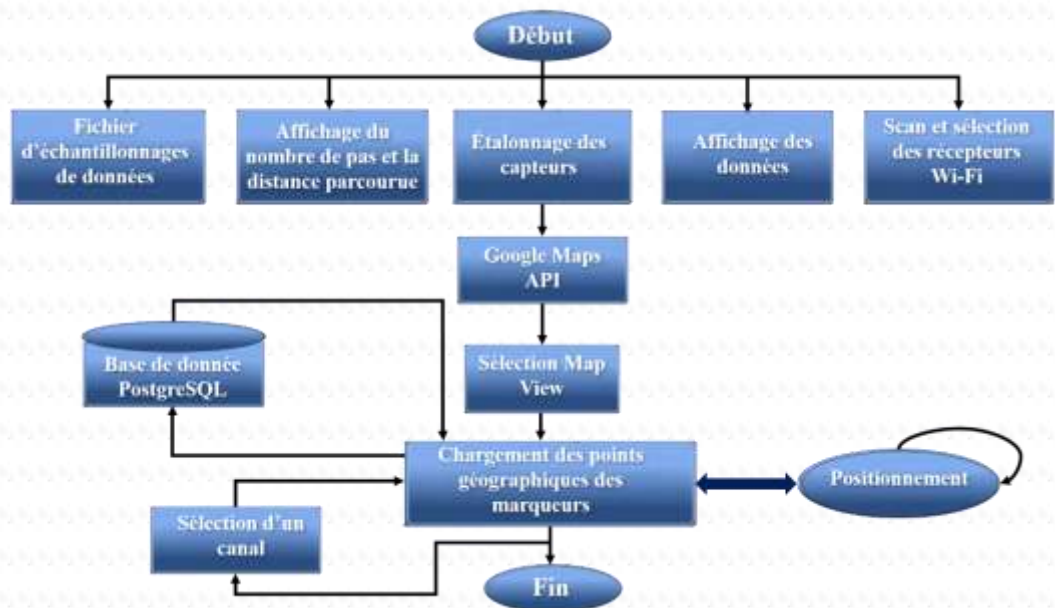 Début
Fichier
d'échantillonnages
de données
Affichage du
nombre de pas et la
distance parcourue
Étalonnage des
capteurs
Affichage des
données
Scan et sélection
des récepteurs
Wi-Fi
Google Maps
API
Base de donnée
PostgreSQL
Sélection Map
View
Chargement des points
géographiques des
marqueurs
Positionnement
Sélection d'un
canal
Fin